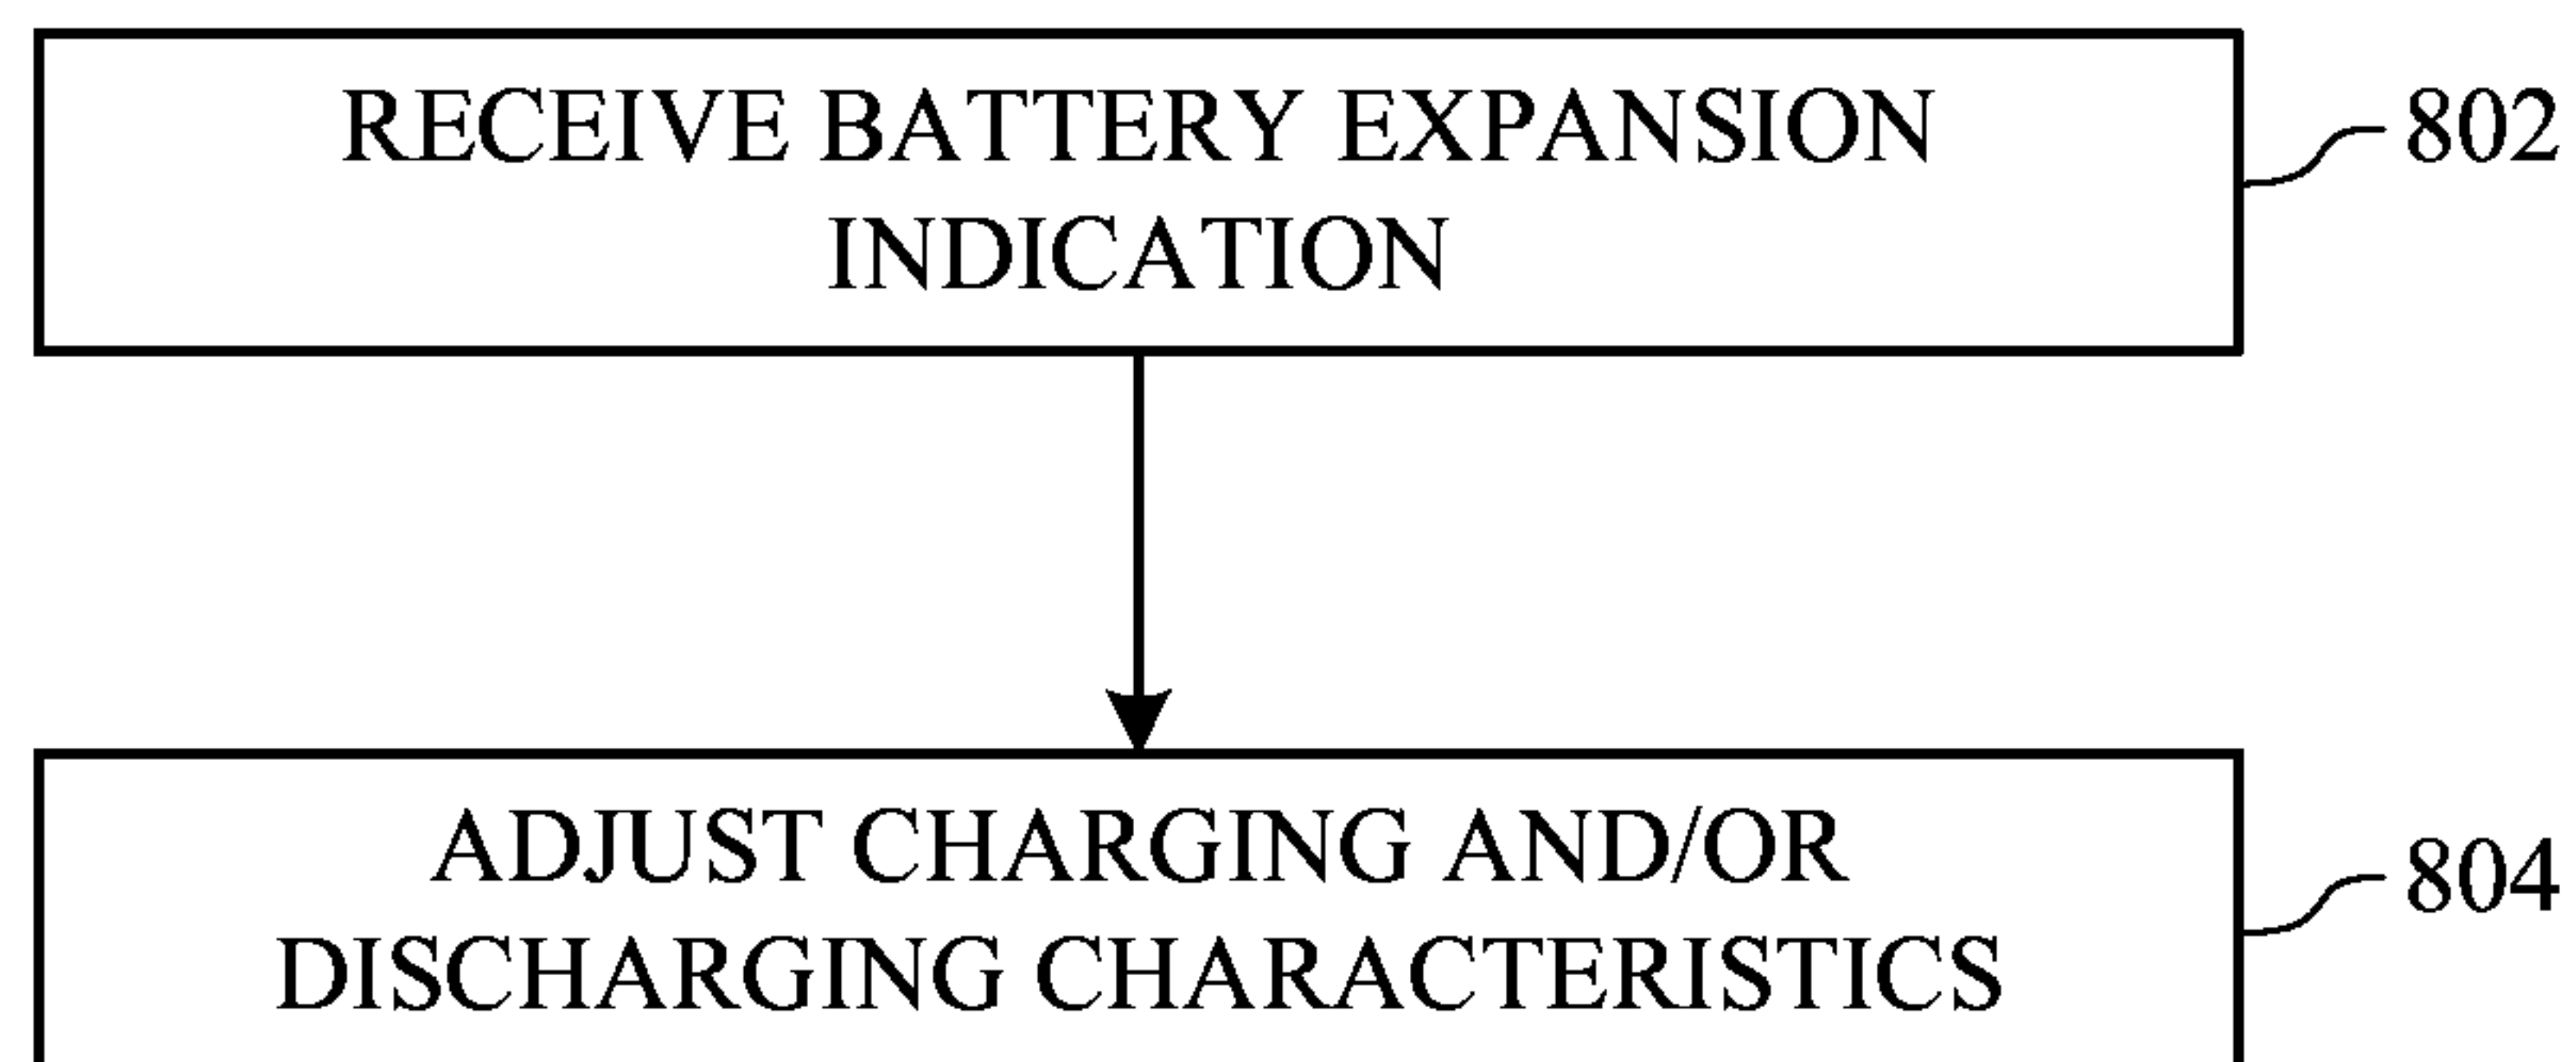 RECEIVE BATTERY EXPANSION
INDICATION
802
ADJUST CHARGING AND/OR
DISCHARGING CHARACTERISTICS
804